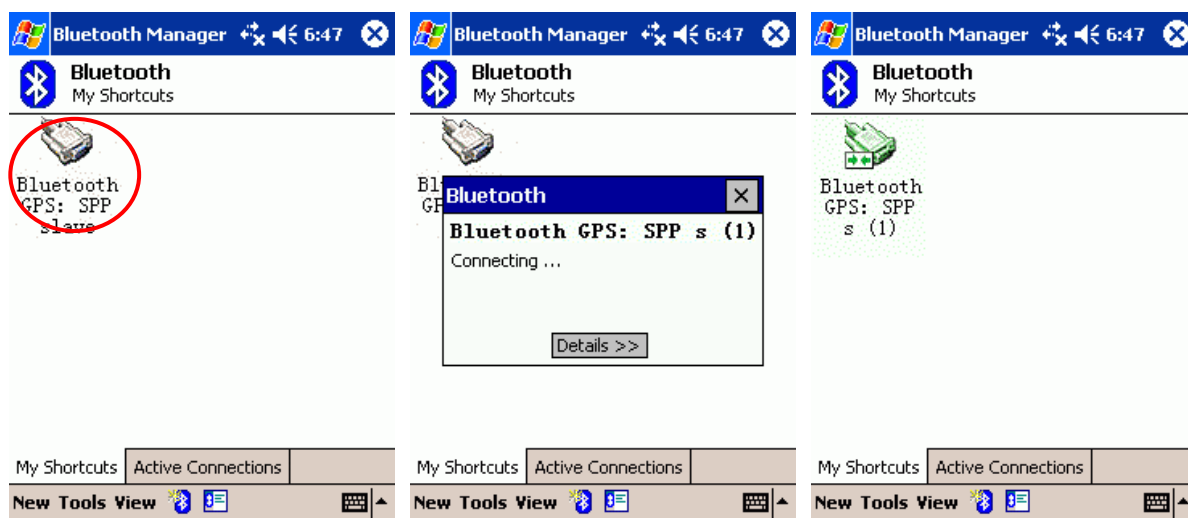 Bluetooth Manager 6:47
Bluetooth
My Shortcuts
Bluetooth
GPS: SPP
slave
My Shortcuts Active Connections
New Tools View
Bluetooth Manager 6:47
Bluetooth
My Shortcuts
Bl
GP
Bluetooth
Bluetooth GPS: SPP s (1)
Connecting ...
Details >>
My Shortcuts Active Connections
New Tools View
Bluetooth Manager 6:47
Bluetooth
My Shortcuts
Bluetooth
GPS: SPP
s (1)
My Shortcuts Active Connections
New Tools View